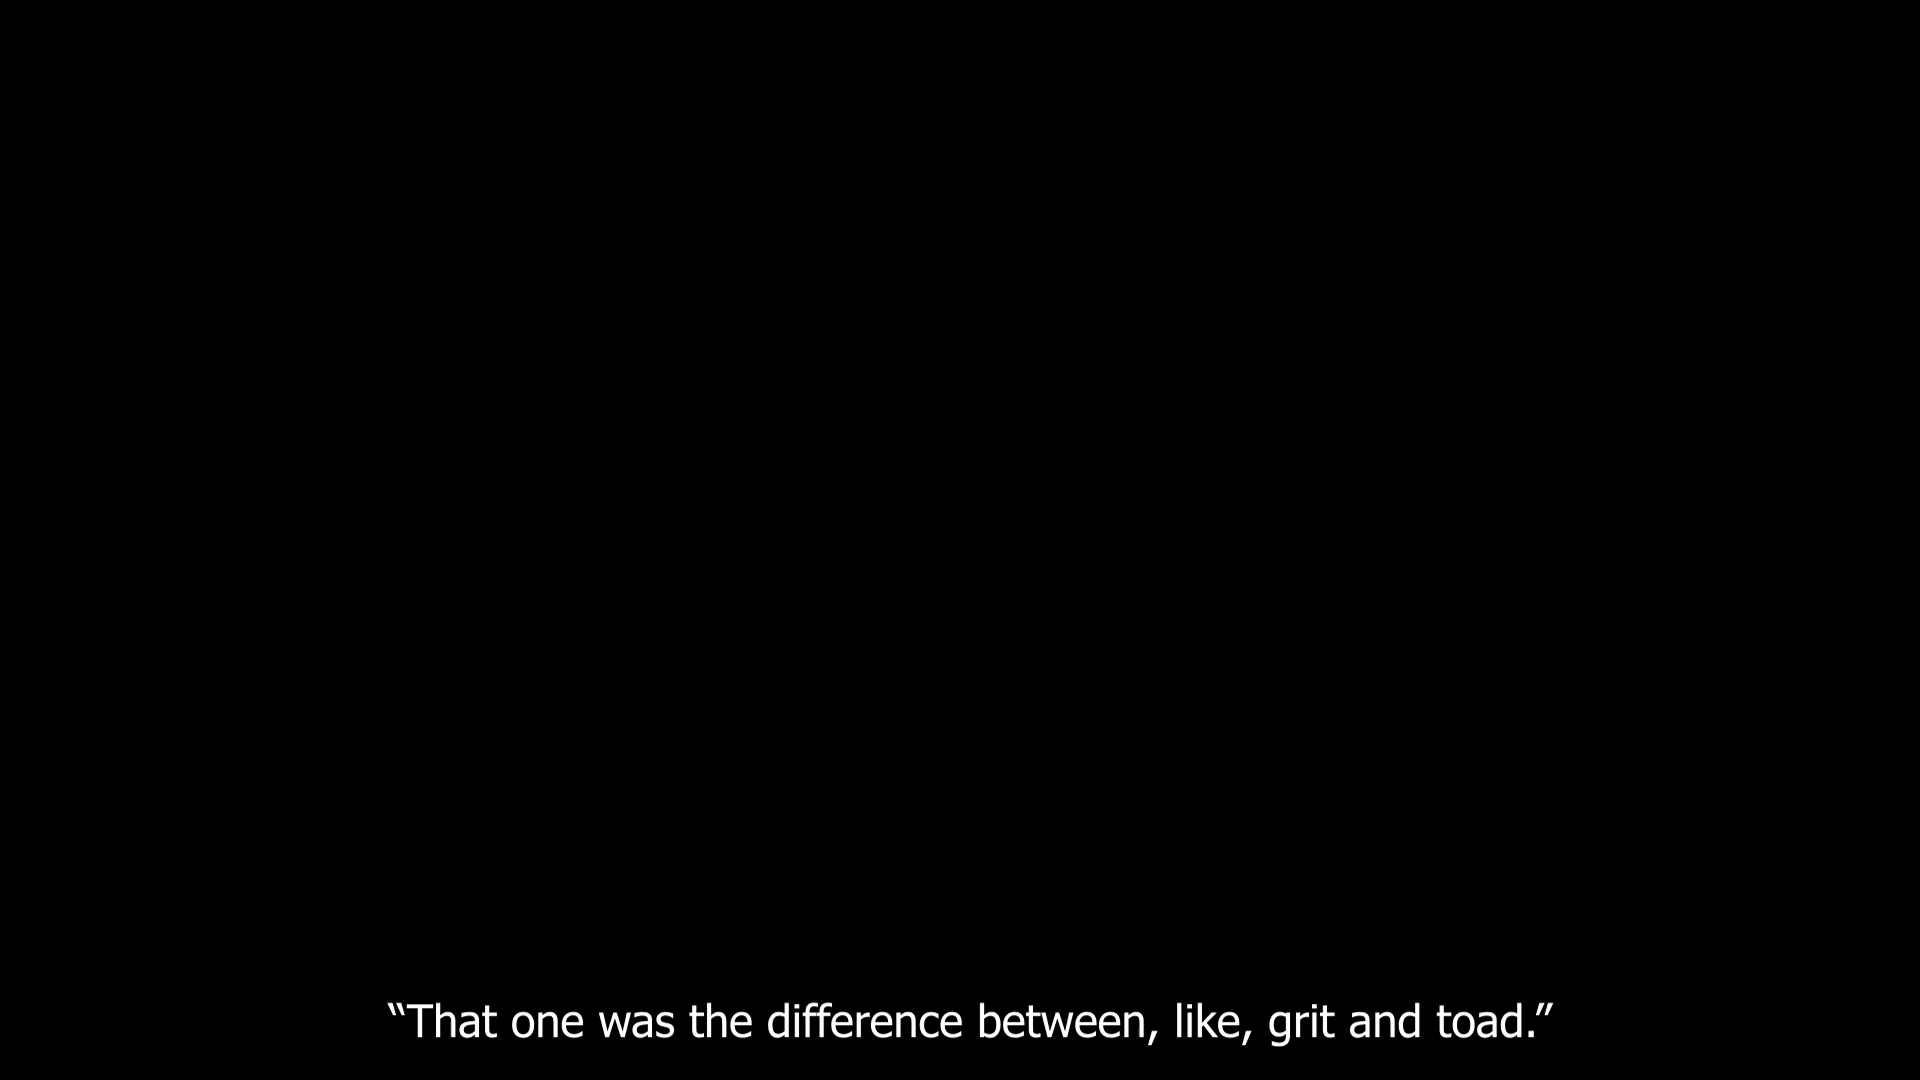 “That one was the difference between, like, grit and toad.”